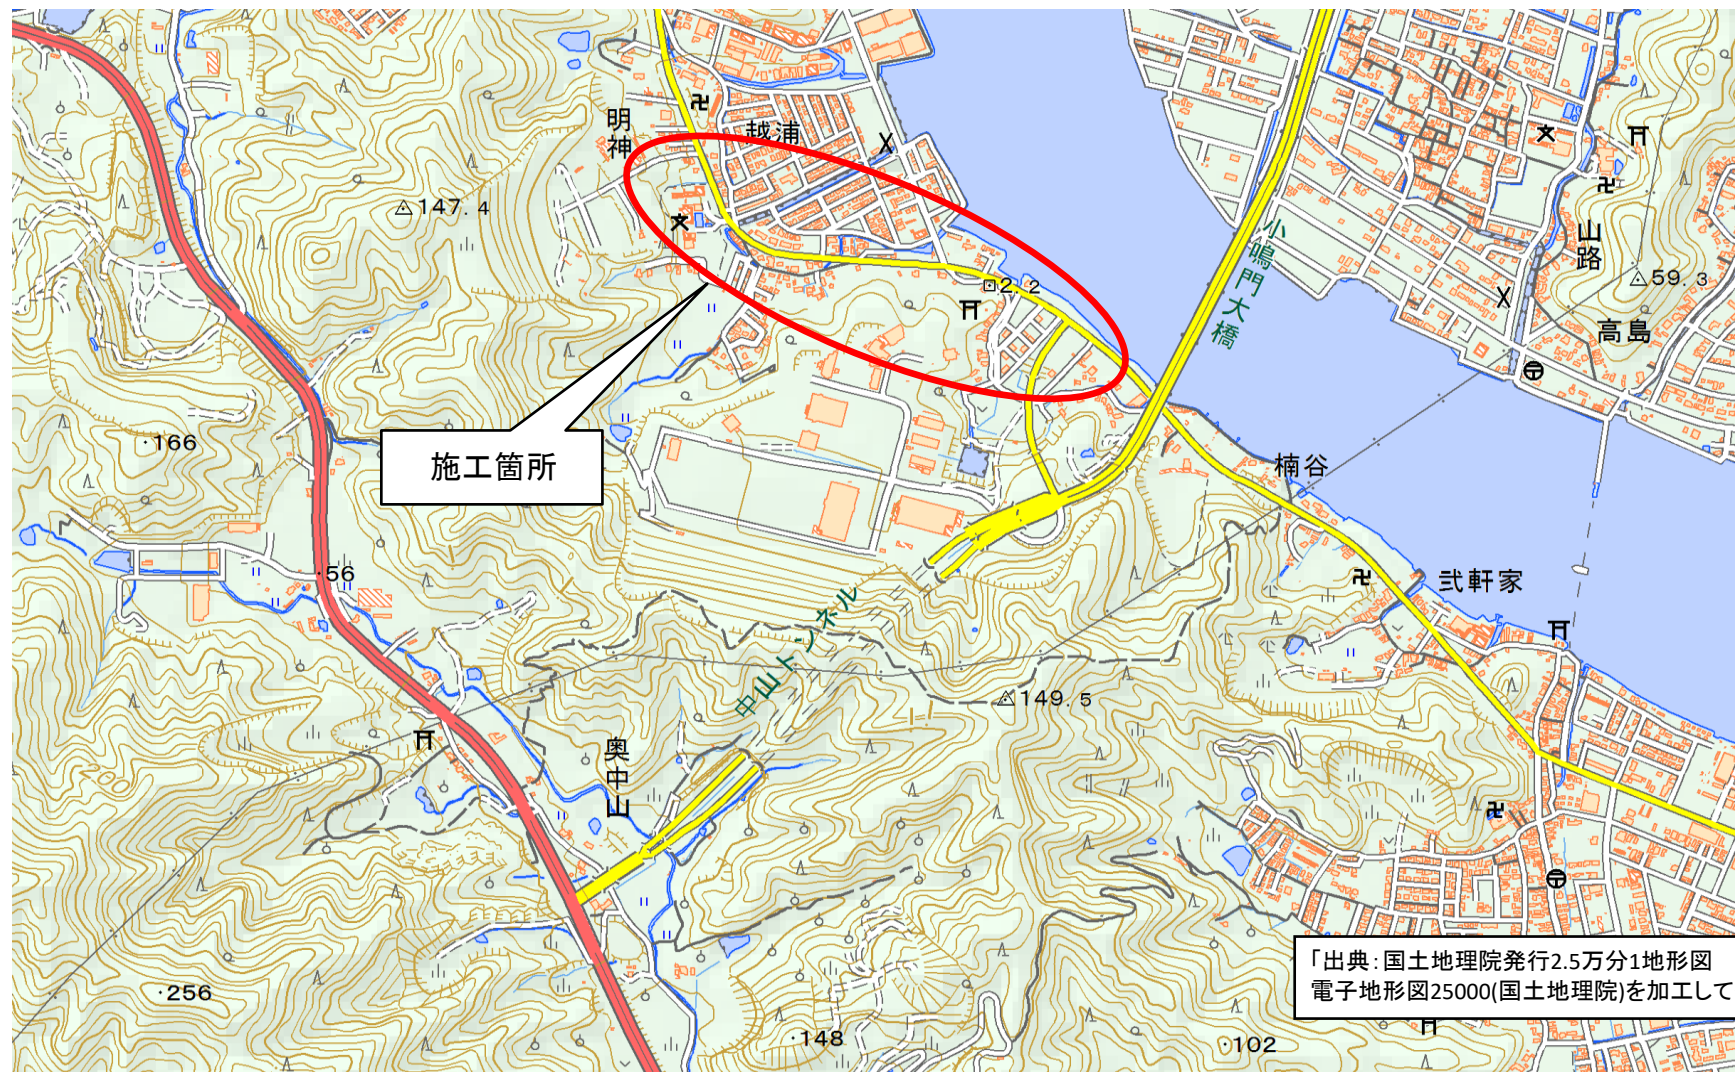 明神
越浦
147.4
小鳴門大橋
山路
59.3
高島
2.2
166
施工箇所
楠谷
56
弐軒家
中山トンネル
149.5
奥中山
200
256
148
102
「出典:国土地理院発行2.5万分1地形図
電子地形図25000(国土地理院)を加工して